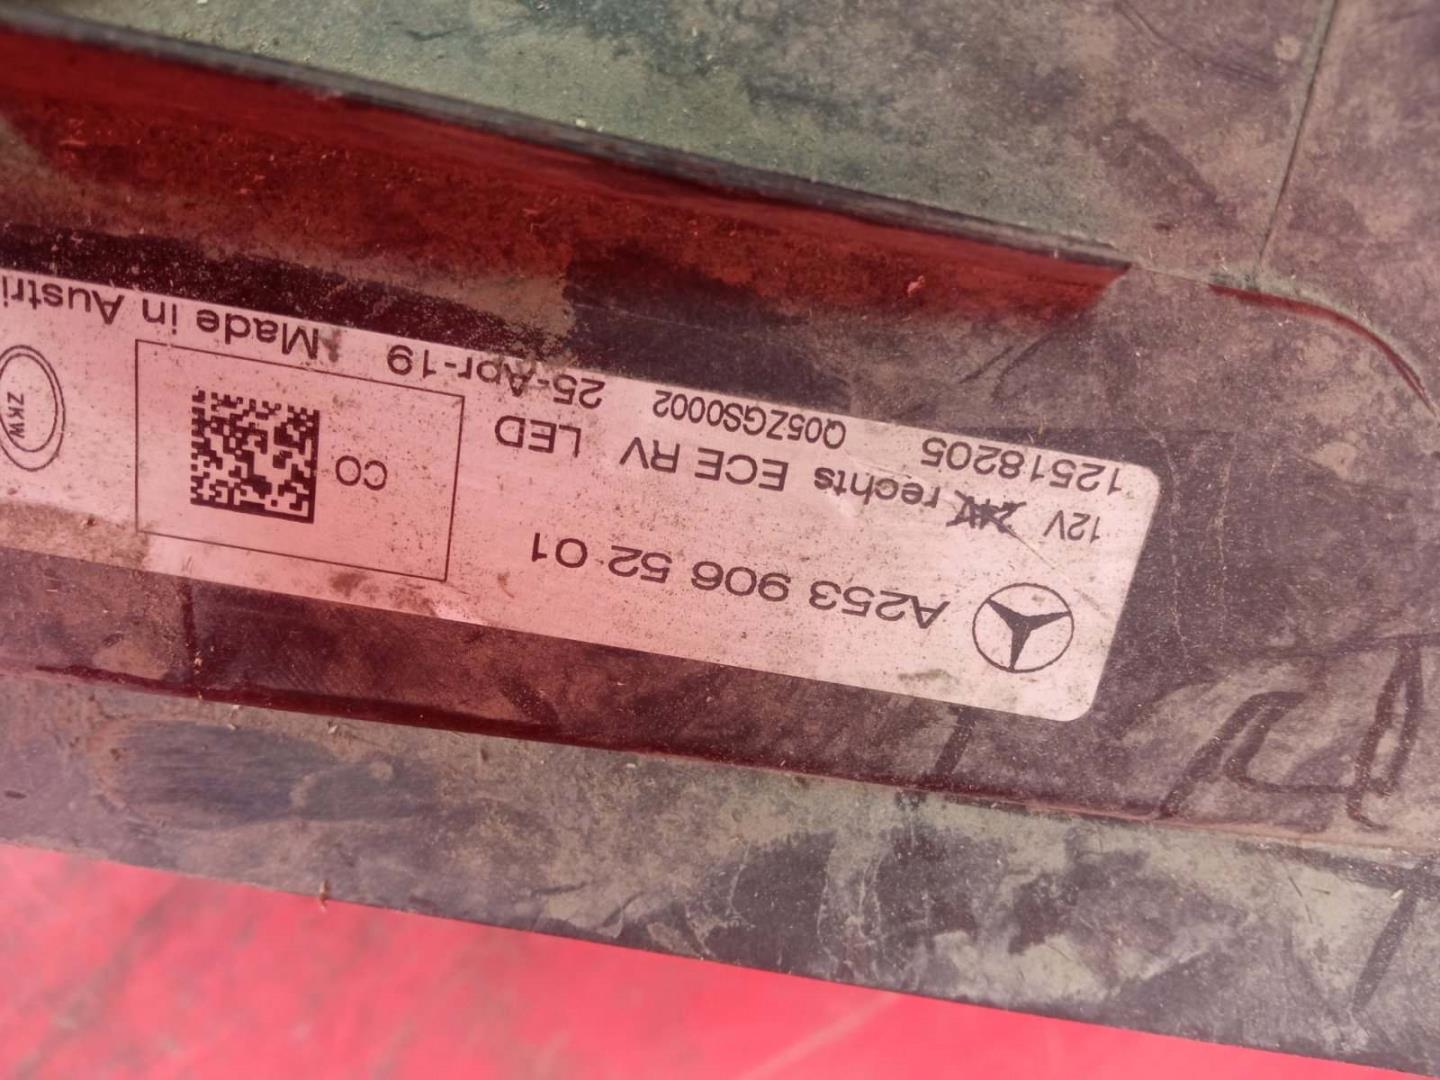 A253 906 52 01
12V 24V rechts ECE RV LED
12518205 Q05ZGS0002 25-Apr-19 Made in Austri
CO
ZKW